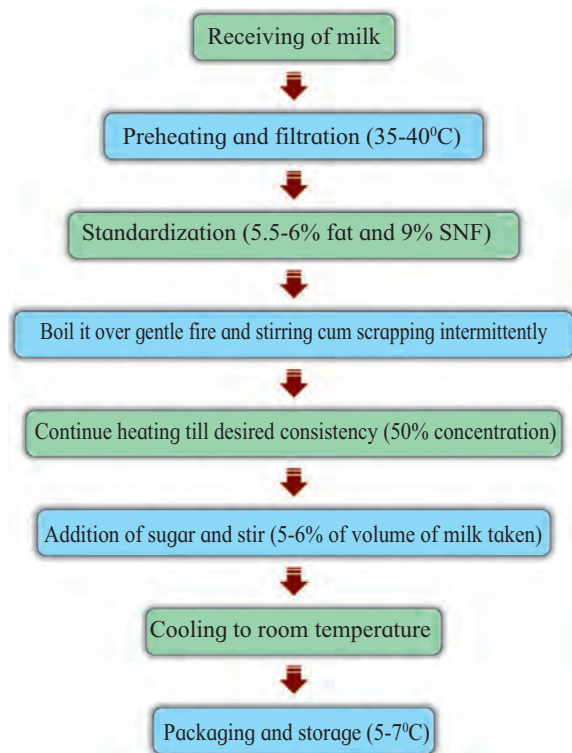 Receiving of milk
Preheating and filtration (35-40⁰C)
Standardization (5.5-6% fat and 9% SNF)
Boil it over gentle fire and stirring cum scrapping intermittently
Continue heating till desired consistency (50% concentration)
Addition of sugar and stir (5-6% of volume of milk taken)
Cooling to room temperature
Packaging and storage (5-7⁰C)